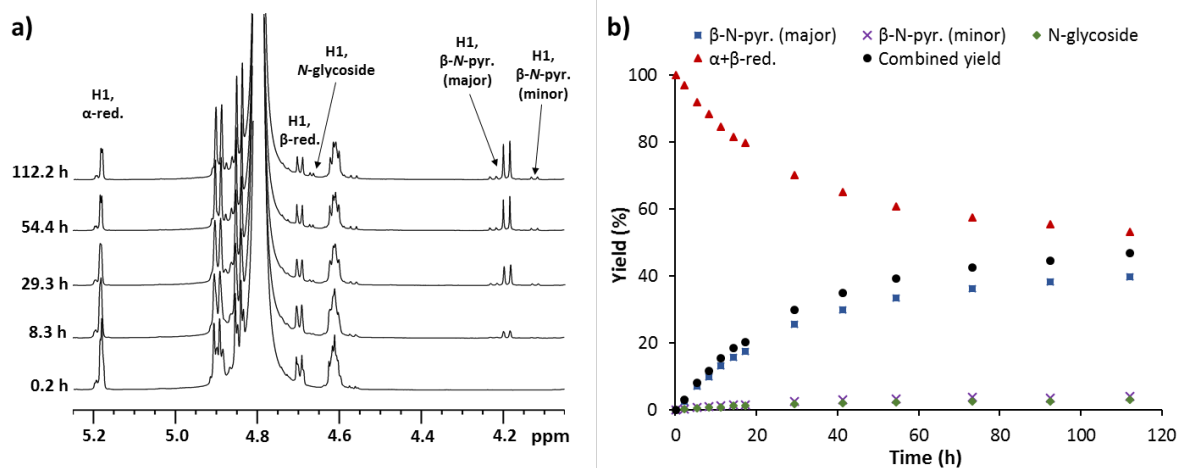 a)
H1,
α-red.
H1,
N-glycoside
H1,
β-red.
H1,
β-N-pyr.
(major)
H1,
β-N-pyr.
(minor)
112.2 h
54.4 h
29.3 h
8.3 h
0.2 h
5.2 5.0 4.8 4.6 4.4 4.2 ppm
b)
β-N-pyr. (major) β-N-pyr. (minor) N-glycoside
α+β-red. Combined yield
Yield (%)
100
80
60
40
20
0
0 20 40 60 80 100 120
Time (h)